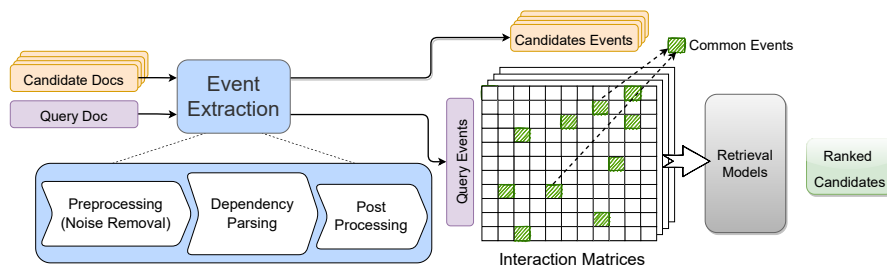 Candidate Docs
Query Doc
Event
Extraction
Candidates Events
Common Events
Preprocessing
(Noise Removal)
Dependency
Parsing
Post
Processing
Query Events
Interaction Matrices
Retrieval
Models
Ranked
Candidates